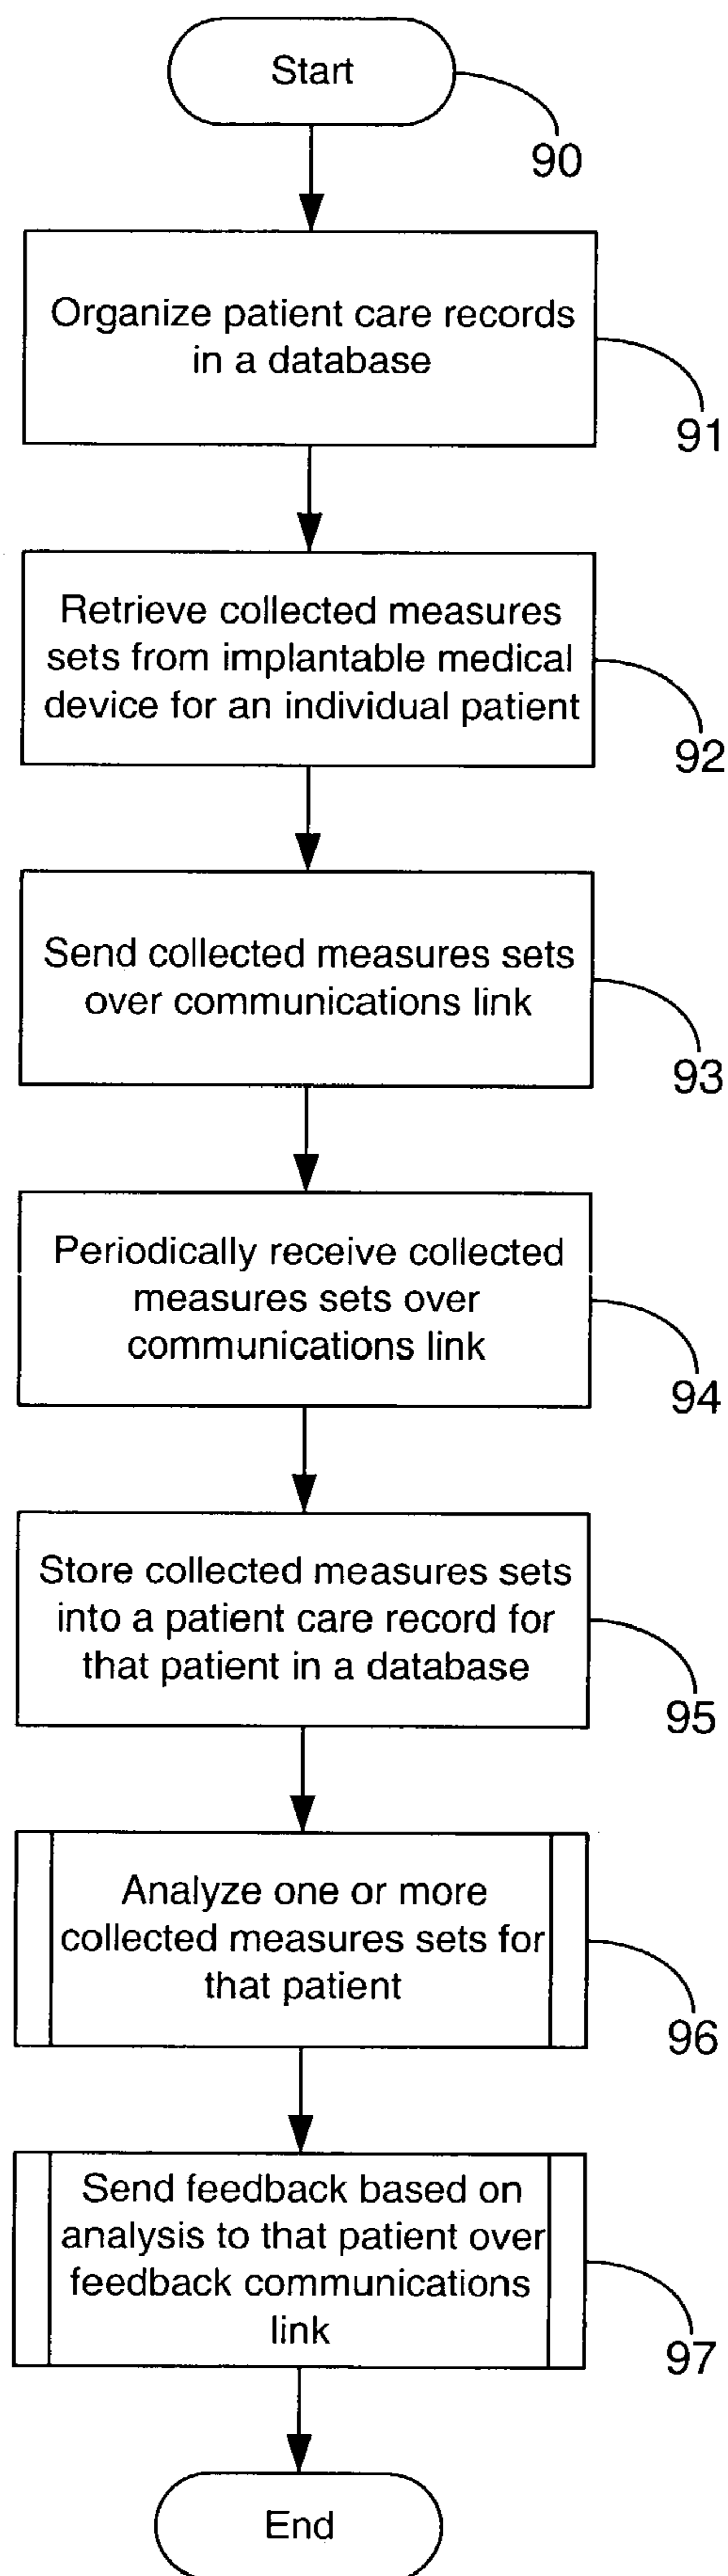 Start
90
Organize patient care records
in a database
91
Retrieve collected measures
sets from implantable medical
device for an individual patient
92
Send collected measures sets
over communications link
93
Periodically receive collected
measures sets over
communications link
94
Store collected measures sets
into a patient care record for
that patient in a database
95
Analyze one or more
collected measures sets for
that patient
96
Send feedback based on
analysis to that patient over
feedback communications
link
97
End